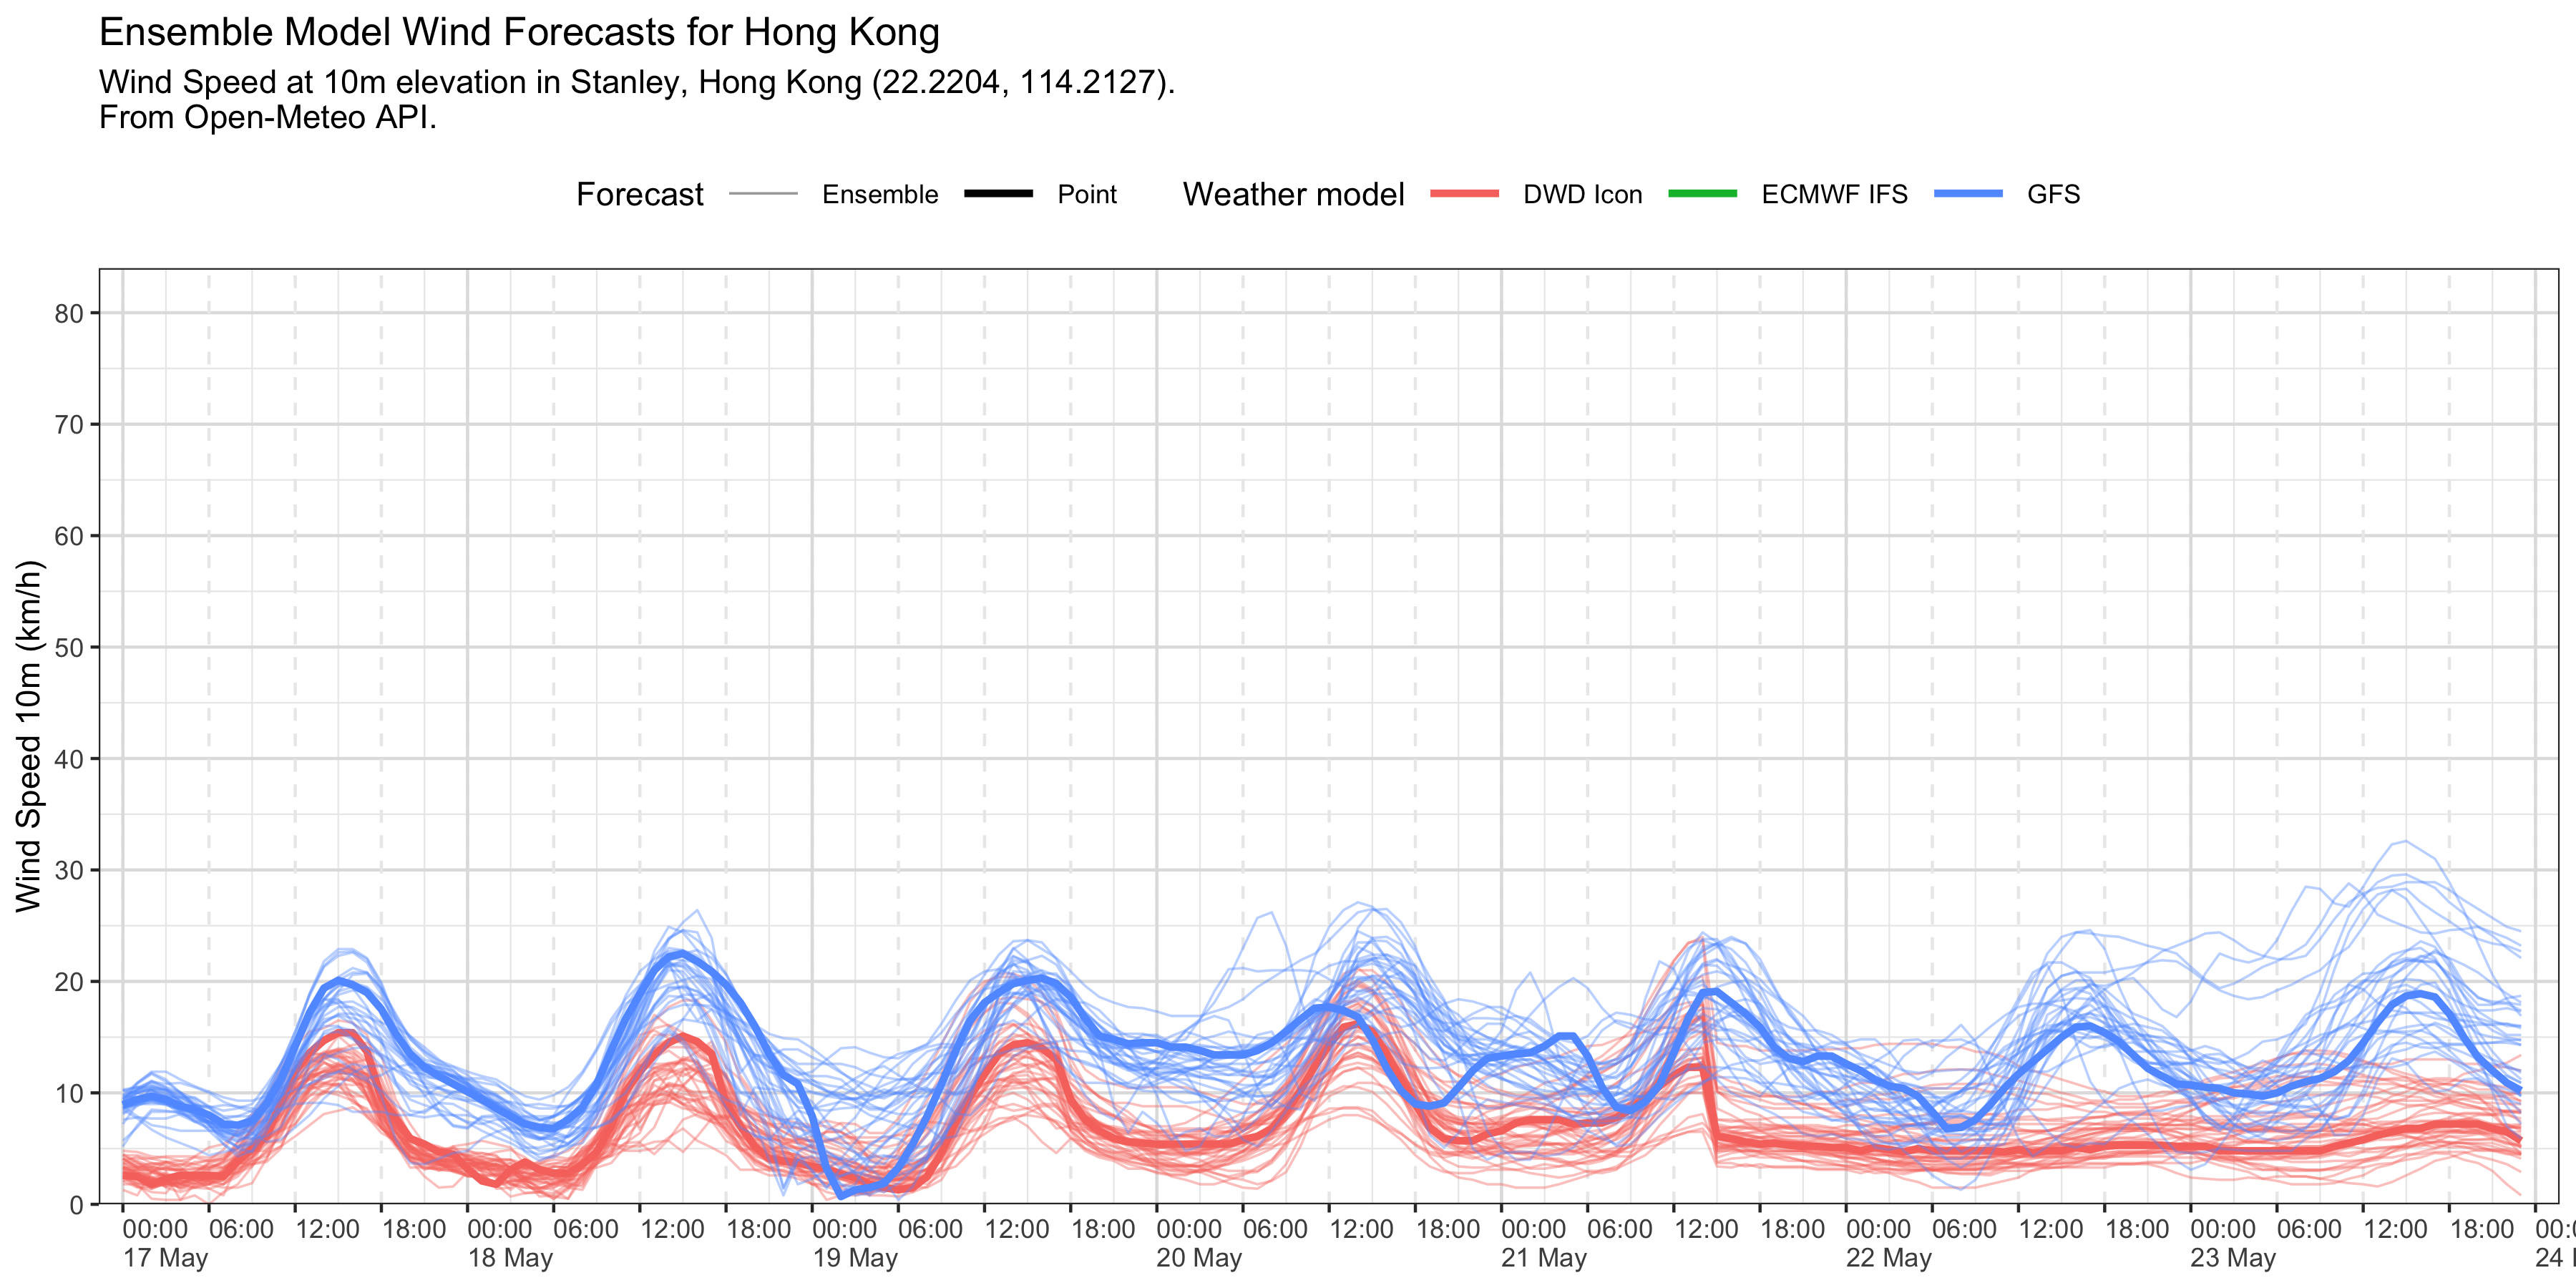 Ensemble Model Wind Forecasts for Hong Kong
Wind Speed at 10m elevation in Stanley, Hong Kong (22.2204, 114.2127).
From Open-Meteo API.
Forecast Ensemble Point Weather model DWD Icon ECMWF IFS GFS
Wind Speed 10m (km/h)
80
70
60
50
40
30
20
10
0
00:00 06:00 12:00 18:00 00:00 06:00 12:00 18:00 00:00 06:00 12:00 18:00 00:00 06:00 12:00 18:00 00:00 06:00 12:00 18:00 00:00 06:00 12:00 18:00 00:00 06:00 12:00 18:00 00:0
17 May 18 May 19 May 20 May 21 May 22 May 23 May 24